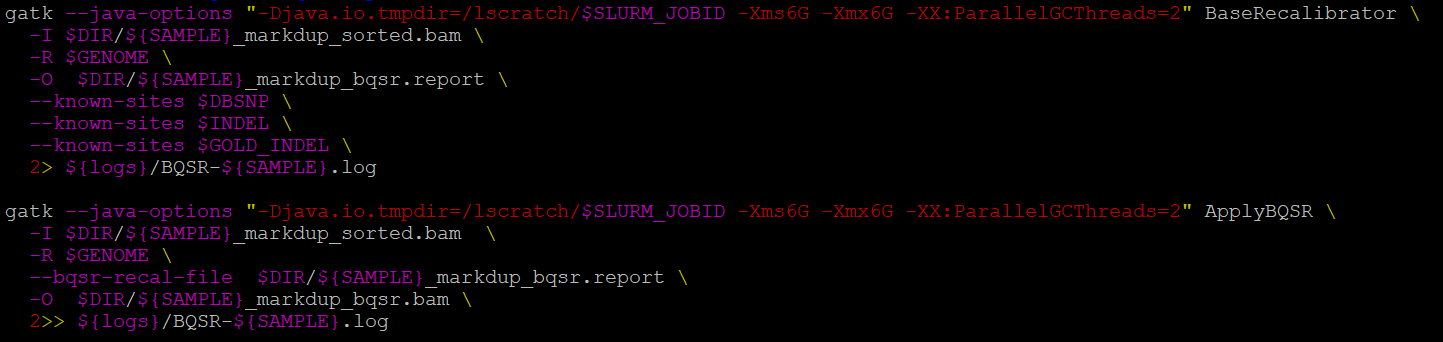 gatk --java-options "-Djava.io.tmpdir=/lscratch/$SLURM_JOBID -Xms6G -Xmx6G -XX:ParallelGCThreads=2" BaseRecalibrator \
  -I $DIR/${SAMPLE}_markdup_sorted.bam \
  -R $GENOME \
  -O  $DIR/${SAMPLE}_markdup_bqsr.report \
  --known-sites $DBSNP \
  --known-sites $INDEL \
  --known-sites $GOLD_INDEL \
  2> ${logs}/BQSR-${SAMPLE}.log

gatk --java-options "-Djava.io.tmpdir=/lscratch/$SLURM_JOBID -Xms6G -Xmx6G -XX:ParallelGCThreads=2" ApplyBQSR \
  -I $DIR/${SAMPLE}_markdup_sorted.bam  \
  -R $GENOME \
  --bqsr-recal-file  $DIR/${SAMPLE}_markdup_bqsr.report \
  -O  $DIR/${SAMPLE}_markdup_bqsr.bam \
  2>> ${logs}/BQSR-${SAMPLE}.log